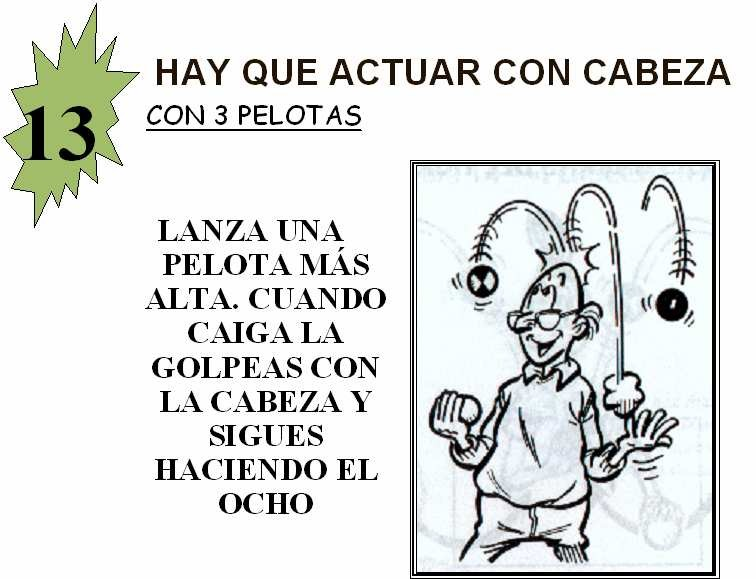 13
HAY QUE ACTUAR CON CABEZA
CON 3 PELOTAS
LANZA UNA
PELOTA MÁS
ALTA. CUANDO
CAIGA LA
GOLPEAS CON
LA CABEZA Y
SIGUES
HACIENDO EL
OCHO